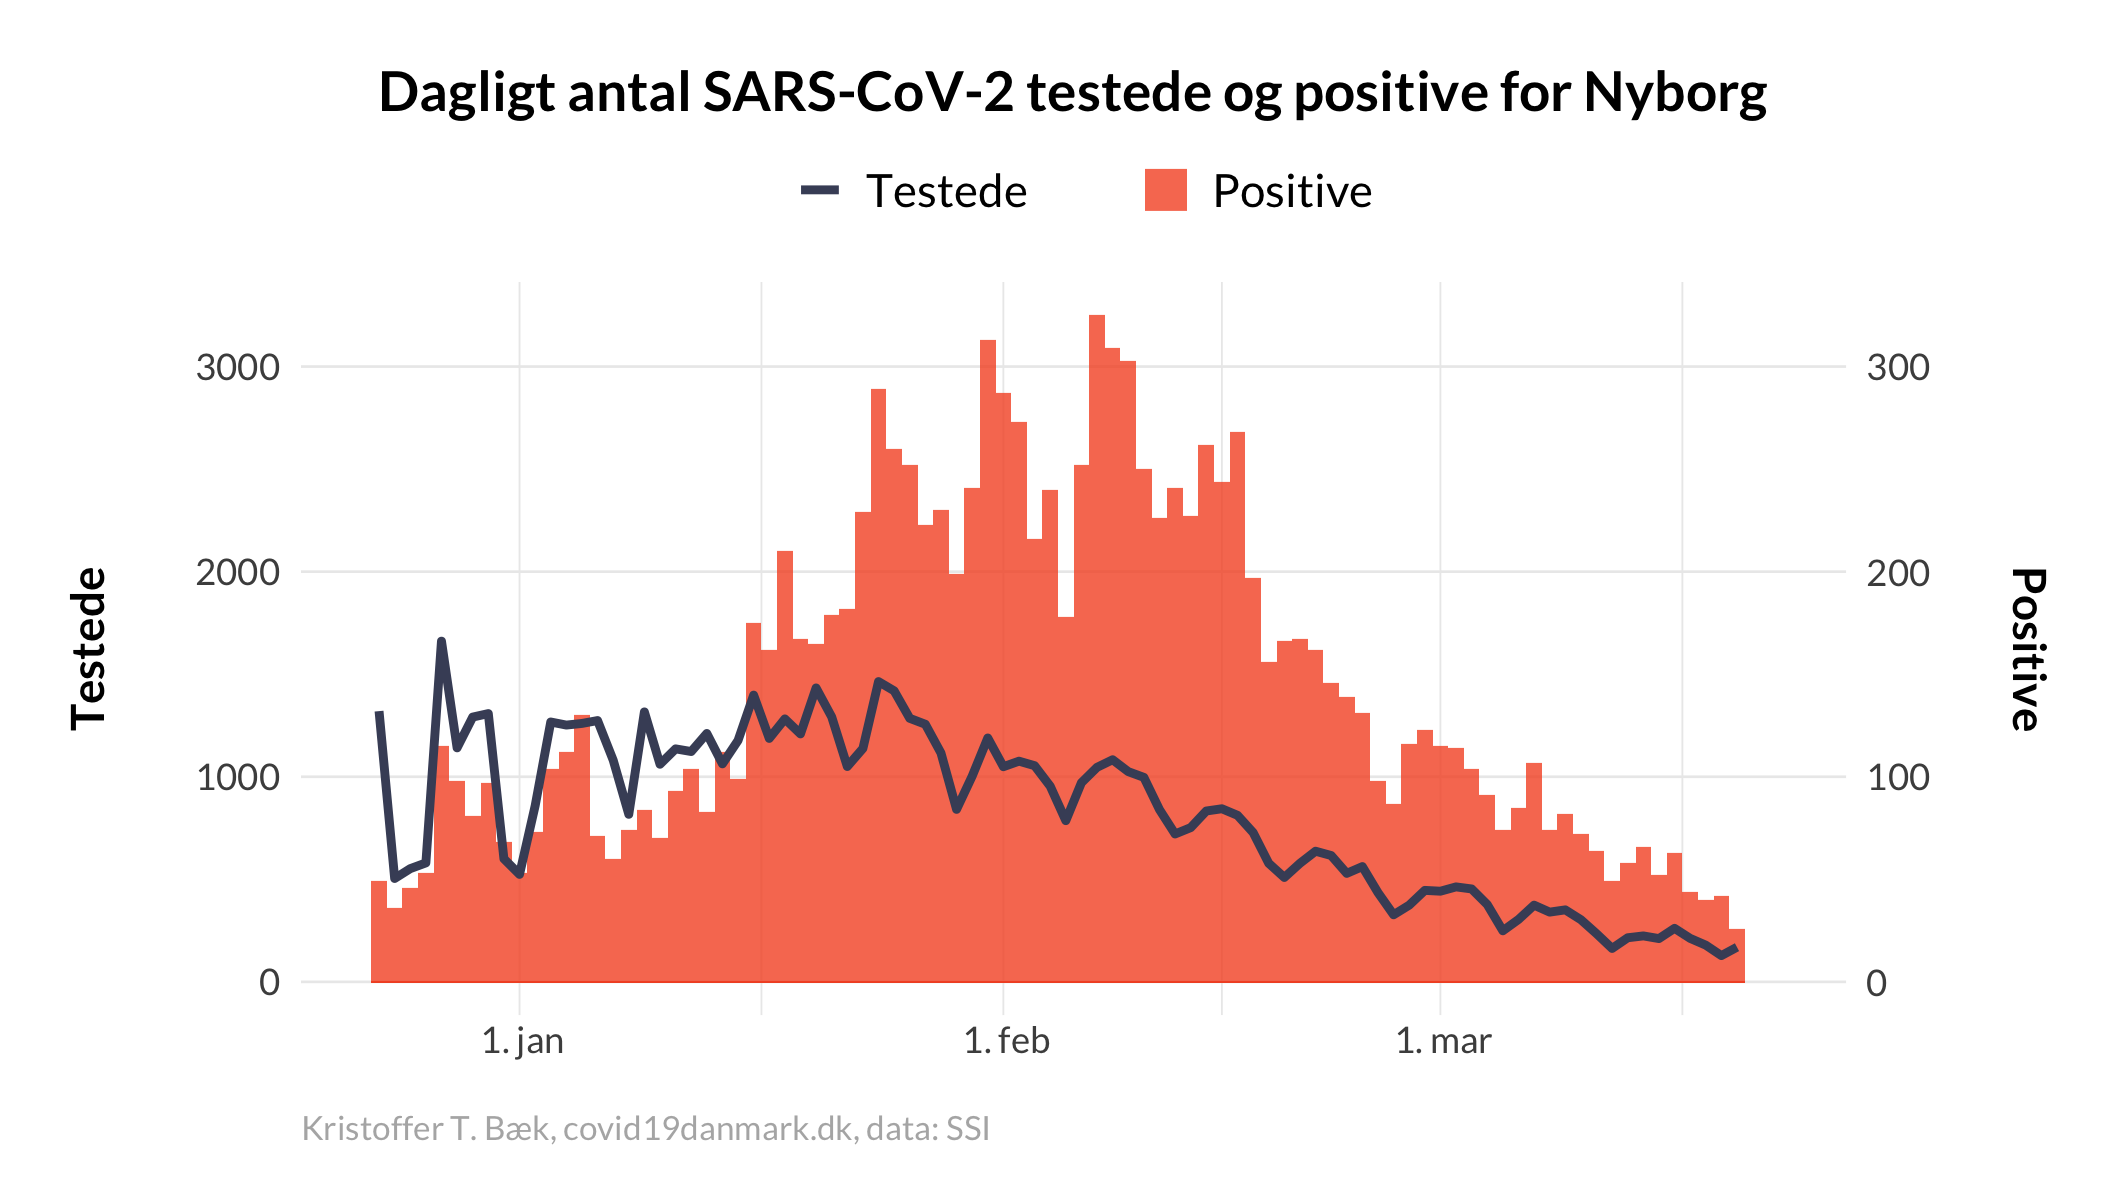 Dagligt antal SARS-CoV-2 testede og positive for Nyborg
Testede
Positive
3000
2000
1000
0
Testede
300
200
100
0
Positive
1. jan
1. feb
1. mar
Kristoffer T. Bæk, covid19danmark.dk, data: SSI